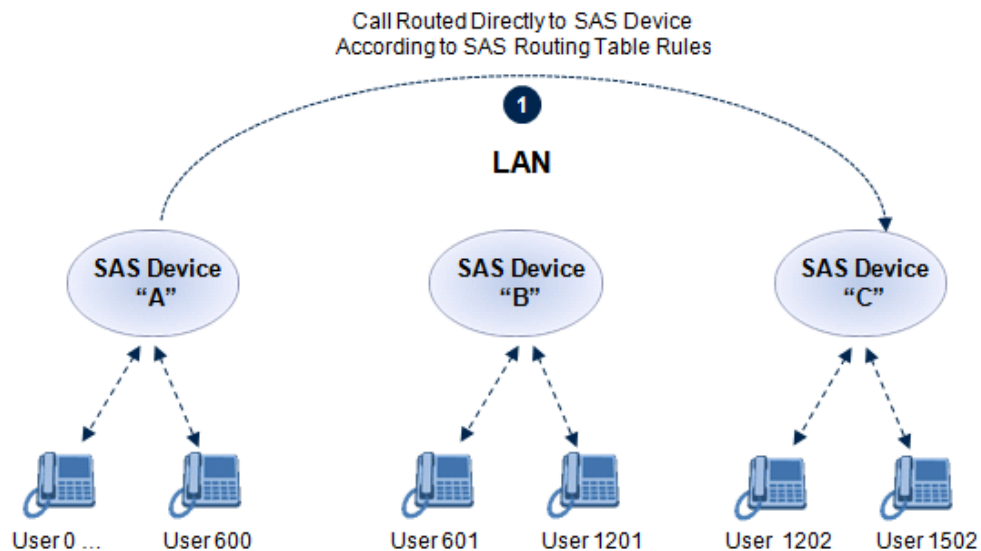 Call Routed Directly to SAS Device
According to SAS Routing Table Rules
1
LAN
SAS Device
“A”
SAS Device
“B”
SAS Device
“C”
User 0 ...
User 600
User 601
User 1201
User 1202
User 1502